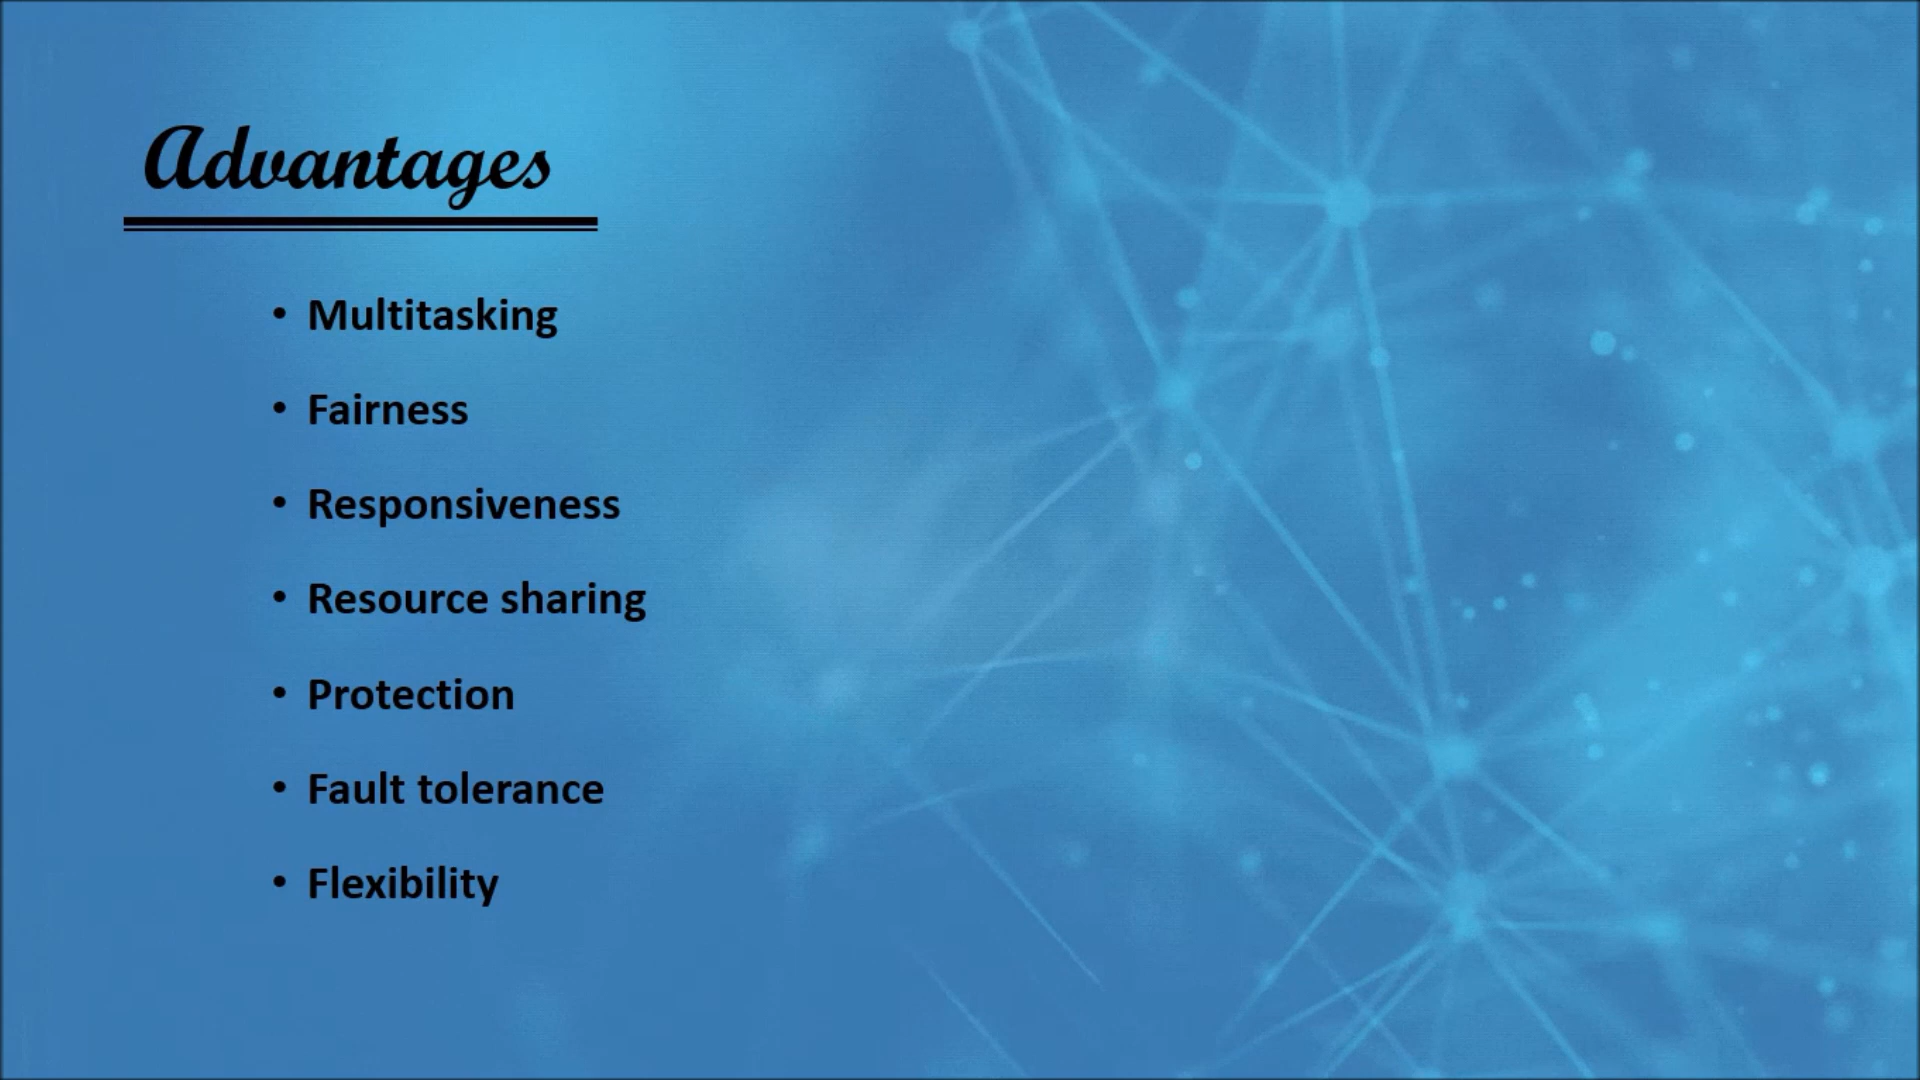 Advantages
• Multitasking
• Fairness
• Responsiveness
• Resource sharing
• Protection
• Fault tolerance
• Flexibility